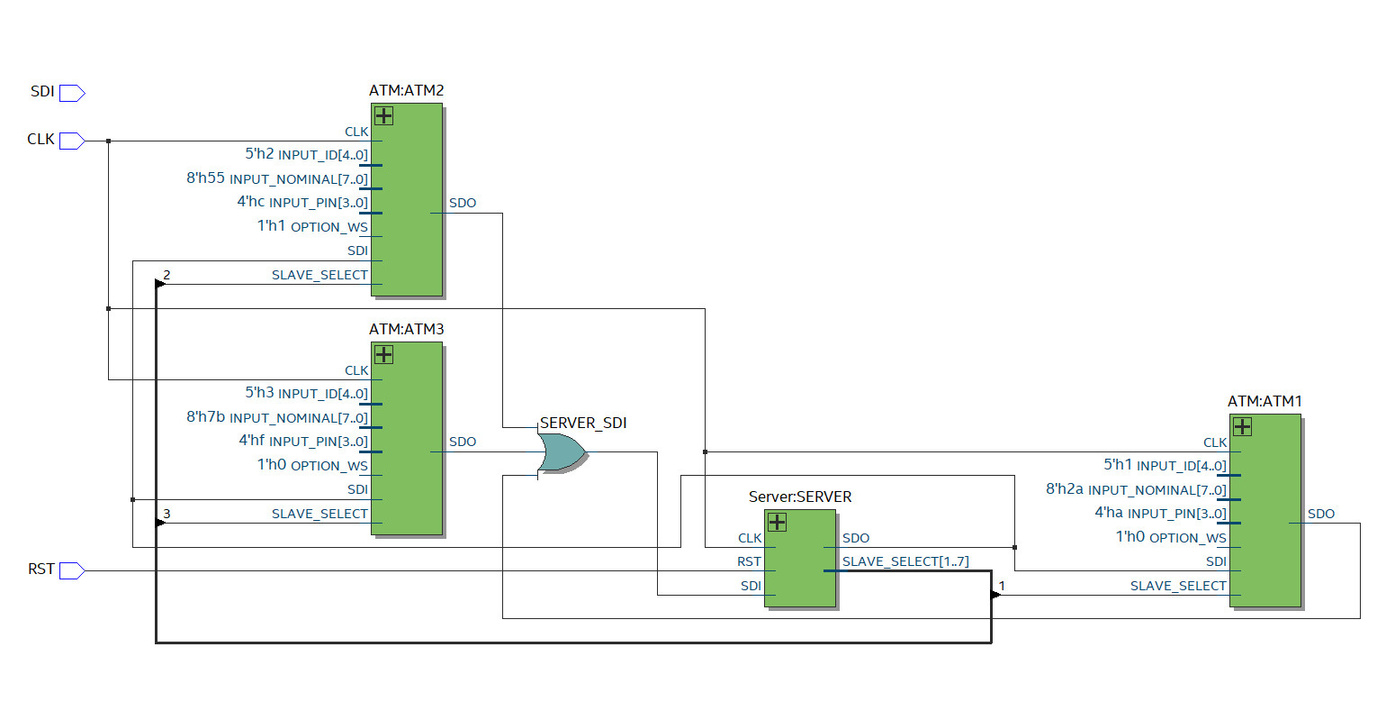 SDI
CLK
RST
ATM:ATM2
CLK
5'h2 INPUT_ID[4..0]
8'h55 INPUT_NOMINAL[7..0]
4'hc INPUT_PIN[3..0]
1'h1 OPTION_WS
SDI
2 SLAVE_SELECT
SDO
ATM:ATM3
CLK
5'h3 INPUT_ID[4..0]
8'h7b INPUT_NOMINAL[7..0]
4'hf INPUT_PIN[3..0]
1'h0 OPTION_WS
SDI
3 SLAVE_SELECT
SDO
SERVER_SDI
Server:SERVER
CLK
RST
SDI
SDO
SLAVE_SELECT[1..7]
ATM:ATM1
CLK
5'h1 INPUT_ID[4..0]
8'h2a INPUT_NOMINAL[7..0]
4'ha INPUT_PIN[3..0]
1'h0 OPTION_WS
SDI
1 SLAVE_SELECT
SDO